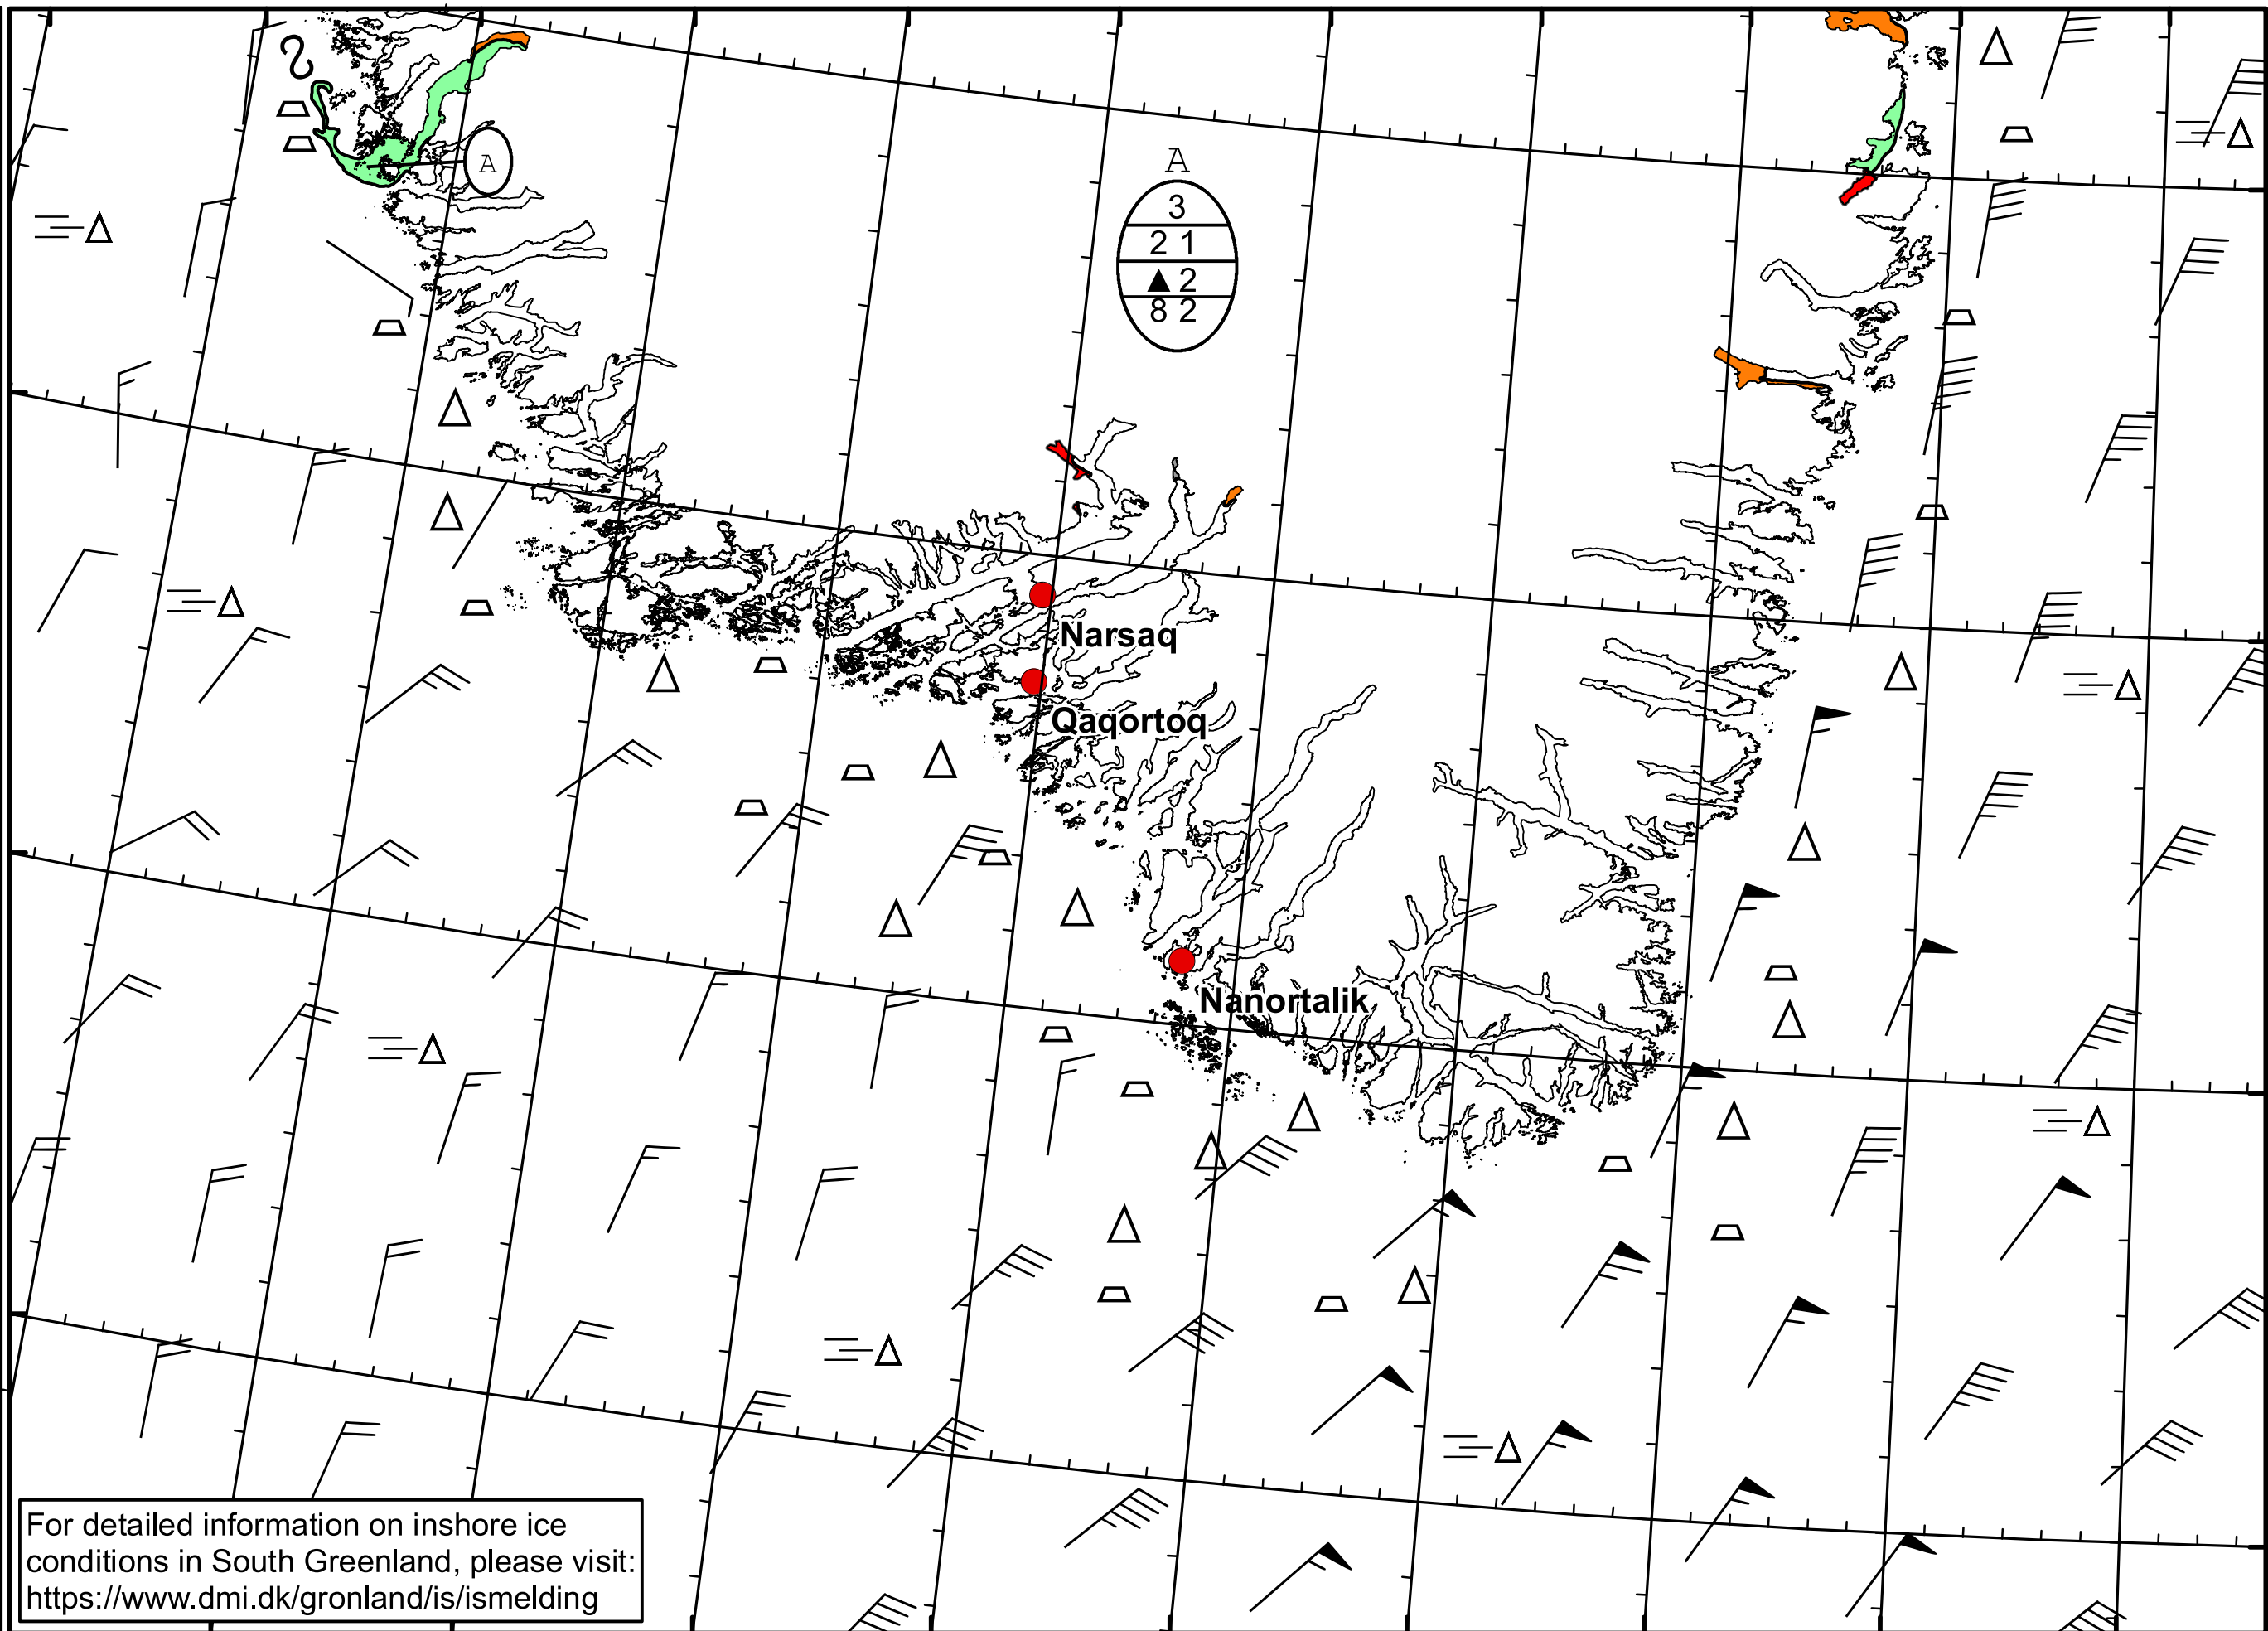 A
A
3
2 1
▲ 2
8 2
Narsaq
Qaqortoq
Nanortalik
For detailed information on inshore ice
conditions in South Greenland, please visit:
https://www.dmi.dk/gronland/is/ismelding